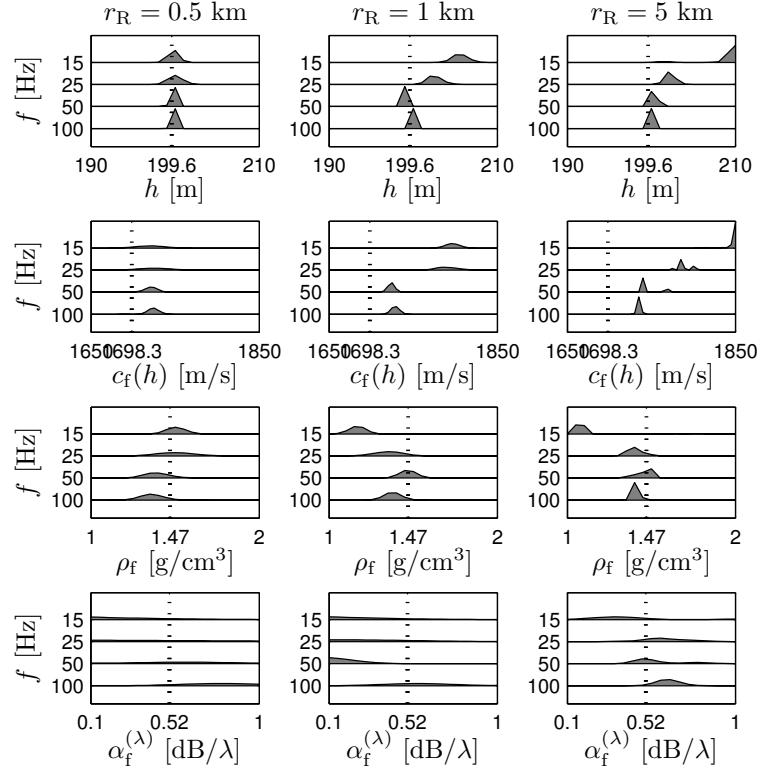 r_R = 0.5 km r_R = 1 km r_R = 5 km
f [Hz] 15 15 15
25 25 25
50 50 50
100 100 100
190 199.6 210 190 199.6 210 190 199.6 210
h [m] h [m] h [m]
f [Hz] 15 15 15
25 25 25
50 50 50
100 100 100
1650 1698.3 1850 1650 1698.3 1850 1650 1698.3 1850
c_f(h) [m/s] c_f(h) [m/s] c_f(h) [m/s]
f [Hz] 15 15 15
25 25 25
50 50 50
100 100 100
1 1.47 2 1 1.47 2 1 1.47 2
ρ_f [g/cm³] ρ_f [g/cm³] ρ_f [g/cm³]
f [Hz] 15 15 15
25 25 25
50 50 50
100 100 100
0.1 0.52 1 0.1 0.52 1 0.1 0.52 1
α_f^(λ) [dB/λ] α_f^(λ) [dB/λ] α_f^(λ) [dB/λ]